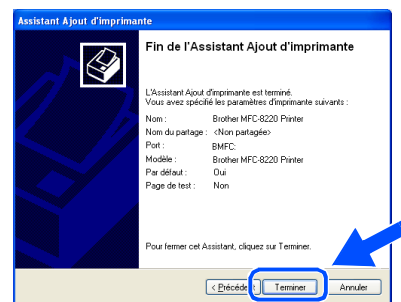 Assistant Ajout d'imprimante
Fin de l'Assistant Ajout d'imprimante
L'Assistant Ajout d'imprimante est terminé.
Vous avez spécifié les paramètres d'imprimante suivants :
Nom : Brother MFC-8220 Printer
Nom du partage : <Non partagée>
Port : BMFC:
Modèle : Brother MFC-8220 Printer
Par défaut : Oui
Page de test : Non
Pour fermer cet Assistant, cliquez sur Terminer.
< Précédent Terminer Annuler